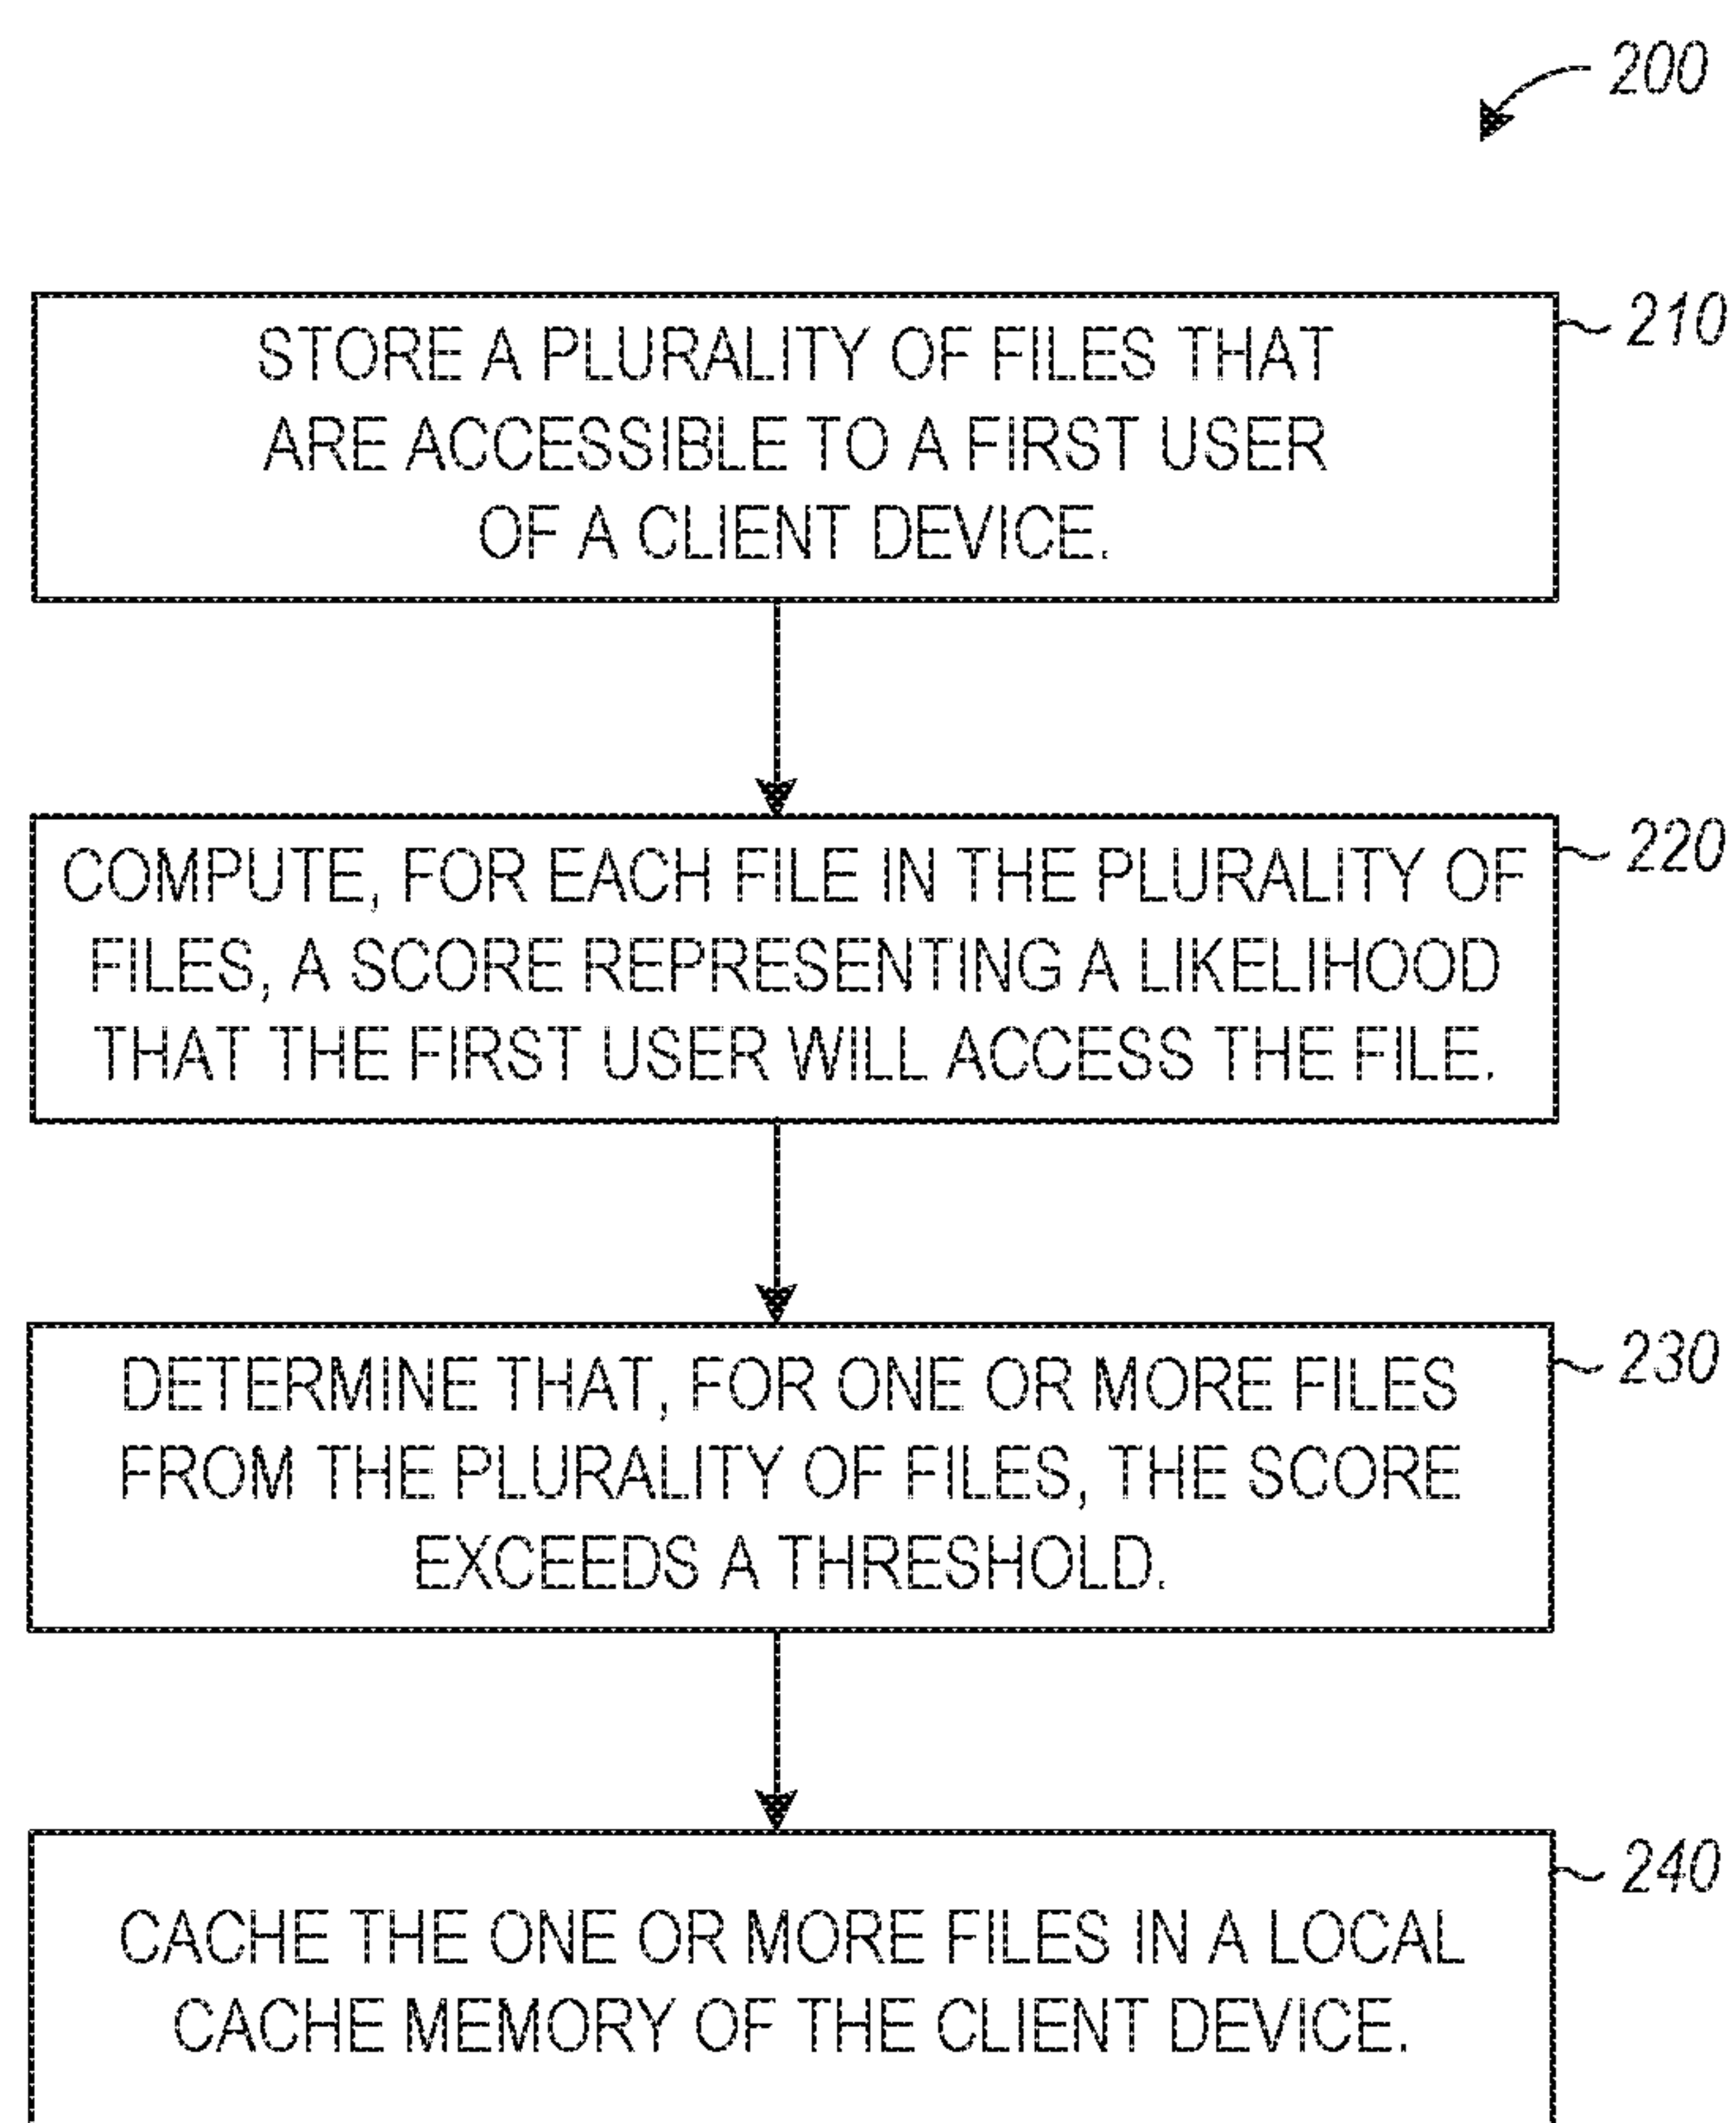 200
210
STORE A PLURALITY OF FILES THAT
ARE ACCESSIBLE TO A FIRST USER
OF A CLIENT DEVICE.
220
COMPUTE, FOR EACH FILE IN THE PLURALITY OF
FILES, A SCORE REPRESENTING A LIKELIHOOD
THAT THE FIRST USER WILL ACCESS THE FILE.
230
DETERMINE THAT, FOR ONE OR MORE FILES
FROM THE PLURALITY OF FILES, THE SCORE
EXCEEDS A THRESHOLD.
240
CACHE THE ONE OR MORE FILES IN A LOCAL
CACHE MEMORY OF THE CLIENT DEVICE.